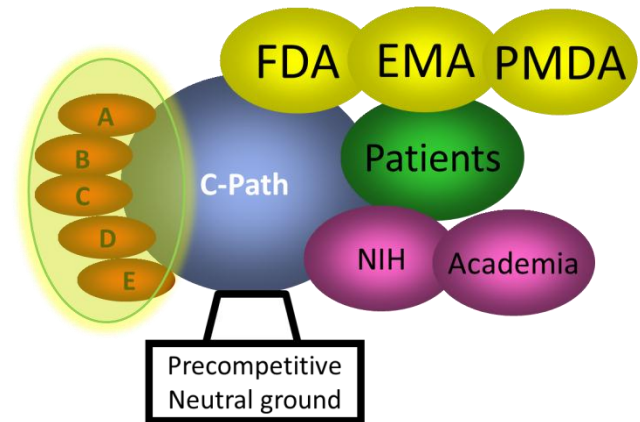 FDA
EMA
PMDA
A
B
C
D
E
C-Path
Patients
NIH
Academia
Precompetitive
Neutral ground